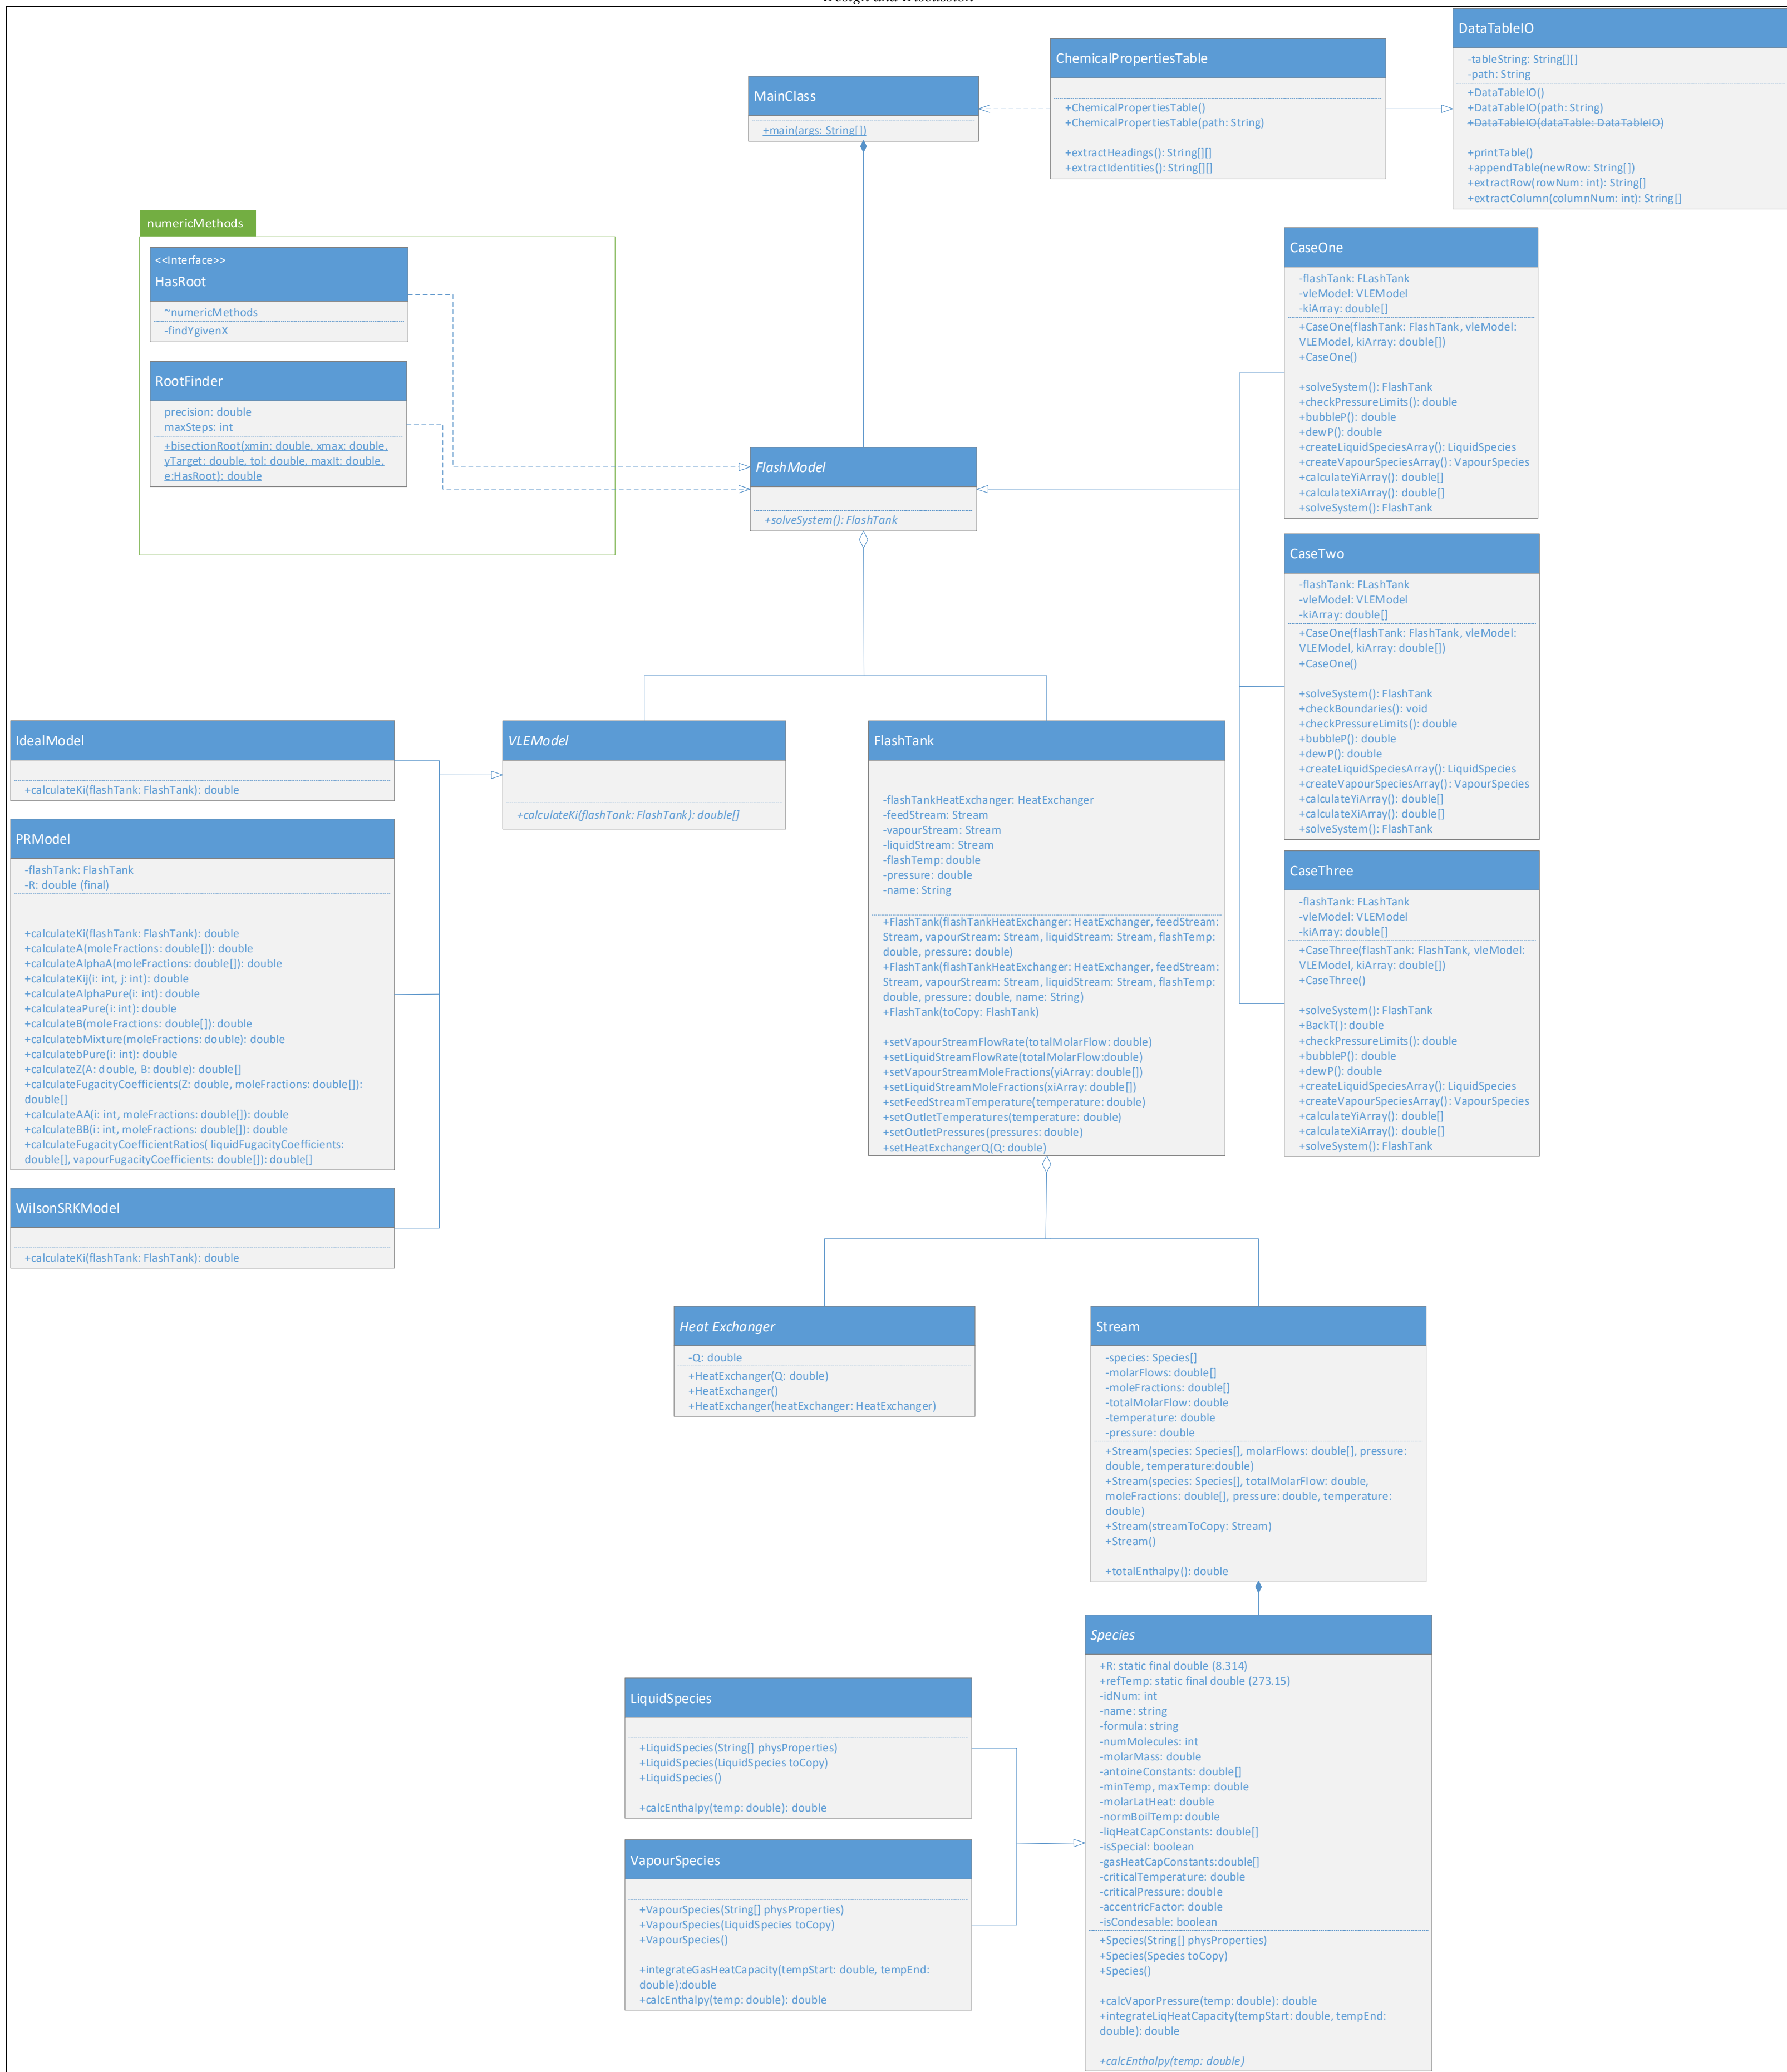 Design and Discussion
DataTableIO
-tableString: String[][]
-path: String
+DataTableIO()
+DataTableIO(path: String)
+DataTableIO(dataTable: DataTableIO)
+printTable()
+appendTable(newRow: String[])
+extractRow(rowNum: int): String[]
+extractColumn(columnNum: int): String[]
ChemicalPropertiesTable
+ChemicalPropertiesTable()
+ChemicalPropertiesTable(path: String)
+extractHeadings(): String[][]
+extractIdentities(): String[][]
MainClass
+main(args: String[])
numericMethods
<<Interface>>
HasRoot
~numericMethods
-findYgivenX
RootFinder
precision: double
maxSteps: int
+bisectionRoot(xmin: double, xmax: double,
yTarget: double, tol: double, maxIt: double,
e:HasRoot): double
FlashModel
+solveSystem(): FlashTank
CaseOne
-flashTank: FLashTank
-vleModel: VLEModel
-kiArray: double[]
+CaseOne(flashTank: FlashTank, vleModel:
VLEModel, kiArray: double[])
+CaseOne()
+solveSystem(): FlashTank
+checkPressureLimits(): double
+bubbleP(): double
+dewP(): double
+createLiquidSpeciesArray(): LiquidSpecies
+createVapourSpeciesArray(): VapourSpecies
+calculateYiArray(): double[]
+calculateXiArray(): double[]
+solveSystem(): FlashTank
CaseTwo
-flashTank: FLashTank
-vleModel: VLEModel
-kiArray: double[]
+CaseOne(flashTank: FlashTank, vleModel:
VLEModel, kiArray: double[])
+CaseOne()
+solveSystem(): FlashTank
+checkBoundaries(): void
+checkPressureLimits(): double
+bubbleP(): double
+dewP(): double
+createLiquidSpeciesArray(): LiquidSpecies
+createVapourSpeciesArray(): VapourSpecies
+calculateYiArray(): double[]
+calculateXiArray(): double[]
+solveSystem(): FlashTank
CaseThree
-flashTank: FLashTank
-vleModel: VLEModel
-kiArray: double[]
+CaseThree(flashTank: FlashTank, vleModel:
VLEModel, kiArray: double[])
+CaseThree()
+solveSystem(): FlashTank
+BackT(): double
+checkPressureLimits(): double
+bubbleP(): double
+dewP(): double
+createLiquidSpeciesArray(): LiquidSpecies
+createVapourSpeciesArray(): VapourSpecies
+calculateYiArray(): double[]
+calculateXiArray(): double[]
+solveSystem(): FlashTank
IdealModel
+calculateKi(flashTank: FlashTank): double
PRModel
-flashTank: FlashTank
-R: double (final)
+calculateKi(flashTank: FlashTank): double
+calculateA(moleFractions: double[]): double
+calculateAlphaA(moleFractions: double[]): double
+calculateKij(i: int, j: int): double
+calculateAlphaPure(i: int): double
+calculateaPure(i: int): double
+calculateB(moleFractions: double[]): double
+calculatebMixture(moleFractions: double): double
+calculatebPure(i: int): double
+calculateZ(A: double, B: double): double[]
+calculateFugacityCoefficients(Z: double, moleFractions: double[]):
double[]
+calculateAA(i: int, moleFractions: double[]): double
+calculateBB(i: int, moleFractions: double[]): double
+calculateFugacityCoefficientRatios( liquidFugacityCoefficients:
double[], vapourFugacityCoefficients: double[]): double[]
WilsonSRKModel
+calculateKi(flashTank: FlashTank): double
VLEModel
+calculateKi(flashTank: FlashTank): double[]
FlashTank
-flashTankHeatExchanger: HeatExchanger
-feedStream: Stream
-vapourStream: Stream
-liquidStream: Stream
-flashTemp: double
-pressure: double
-name: String
+FlashTank(flashTankHeatExchanger: HeatExchanger, feedStream:
Stream, vapourStream: Stream, liquidStream: Stream, flashTemp:
double, pressure: double)
+FlashTank(flashTankHeatExchanger: HeatExchanger, feedStream:
Stream, vapourStream: Stream, liquidStream: Stream, flashTemp:
double, pressure: double, name: String)
+FlashTank(toCopy: FlashTank)
+setVapourStreamFlowRate(totalMolarFlow: double)
+setLiquidStreamFlowRate(totalMolarFlow:double)
+setVapourStreamMoleFractions(yiArray: double[])
+setLiquidStreamMoleFractions(xiArray: double[])
+setFeedStreamTemperature(temperature: double)
+setOutletTemperatures(temperature: double)
+setOutletPressures(pressures: double)
+setHeatExchangerQ(Q: double)
Heat Exchanger
-Q: double
+HeatExchanger(Q: double)
+HeatExchanger()
+HeatExchanger(heatExchanger: HeatExchanger)
Stream
-species: Species[]
-molarFlows: double[]
-moleFractions: double[]
-totalMolarFlow: double
-temperature: double
-pressure: double
+Stream(species: Species[], molarFlows: double[], pressure:
double, temperature:double)
+Stream(species: Species[], totalMolarFlow: double,
moleFractions: double[], pressure: double, temperature:
double)
+Stream(streamToCopy: Stream)
+Stream()
+totalEnthalpy(): double
LiquidSpecies
+LiquidSpecies(String[] physProperties)
+LiquidSpecies(LiquidSpecies toCopy)
+LiquidSpecies()
+calcEnthalpy(temp: double): double
VapourSpecies
+VapourSpecies(String[] physProperties)
+VapourSpecies(LiquidSpecies toCopy)
+VapourSpecies()
+integrateGasHeatCapacity(tempStart: double, tempEnd:
double):double
+calcEnthalpy(temp: double): double
Species
+R: static final double (8.314)
+refTemp: static final double (273.15)
-idNum: int
-name: string
-formula: string
-numMolecules: int
-molarMass: double
-antoineConstants: double[]
-minTemp, maxTemp: double
-molarLatHeat: double
-normBoilTemp: double
-liqHeatCapConstants: double[]
-isSpecial: boolean
-gasHeatCapConstants:double[]
-criticalTemperature: double
-criticalPressure: double
-accentricFactor: double
-isCondesable: boolean
+Species(String[] physProperties)
+Species(Species toCopy)
+Species()
+calcVaporPressure(temp: double): double
+integrateLiqHeatCapacity(tempStart: double, tempEnd:
double): double
+calcEnthalpy(temp: double)